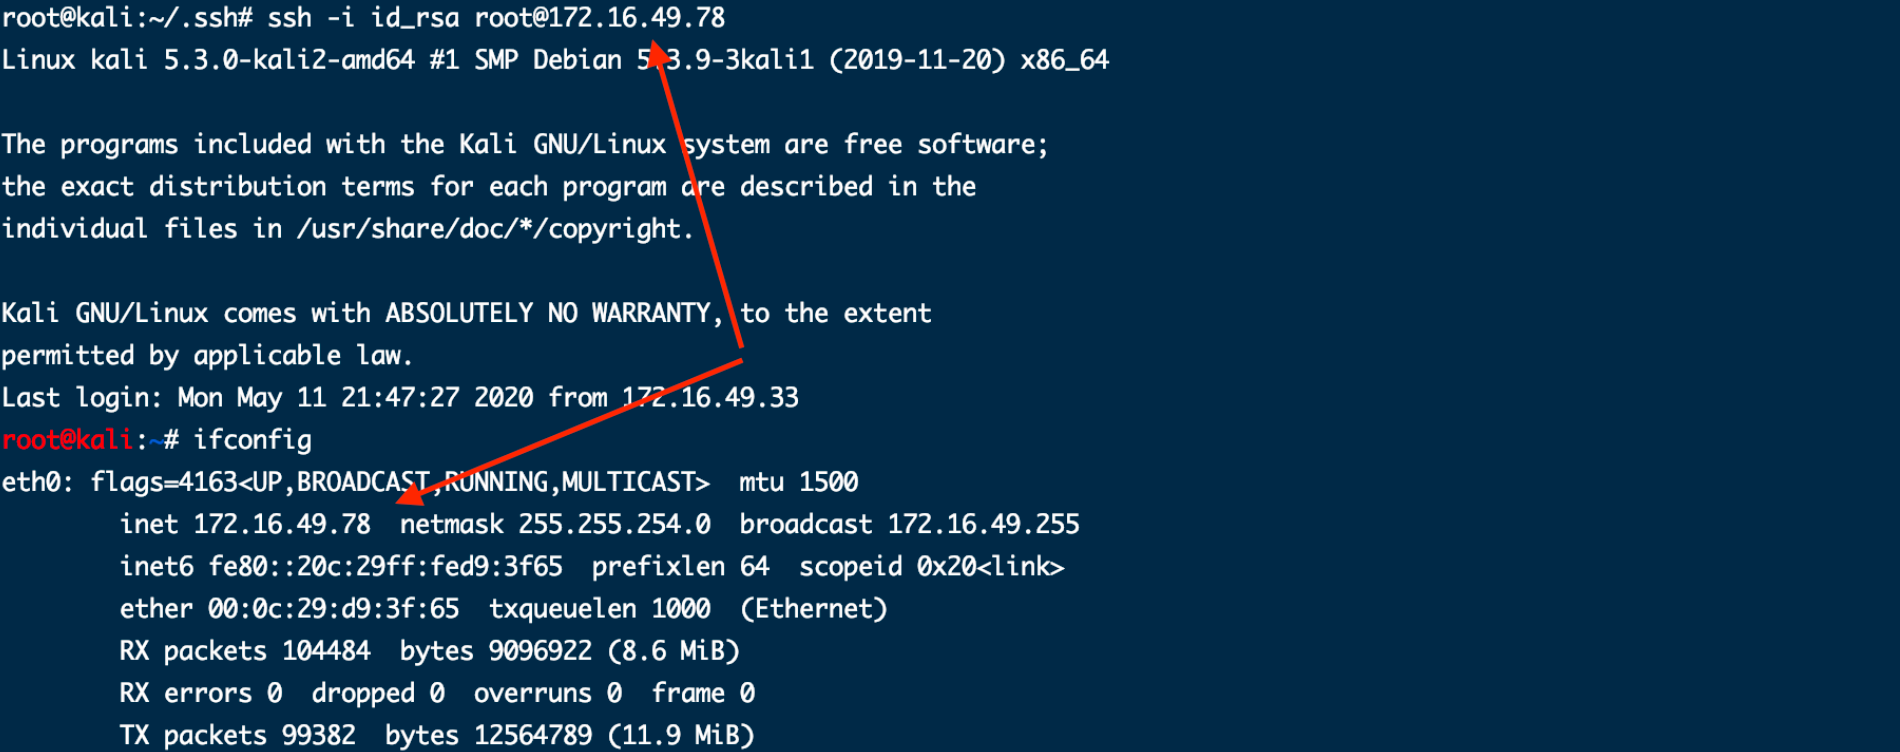 root@kali:~/.ssh# ssh -i id_rsa root@172.16.49.78
Linux kali 5.3.0-kali2-amd64 #1 SMP Debian 5.3.9-3kali1 (2019-11-20) x86_64
The programs included with the Kali GNU/Linux system are free software;
the exact distribution terms for each program are described in the
individual files in /usr/share/doc/*/copyright.
Kali GNU/Linux comes with ABSOLUTELY NO WARRANTY, to the extent
permitted by applicable law.
Last login: Mon May 11 21:47:27 2020 from 172.16.49.33
root@kali:~# ifconfig
eth0: flags=4163<UP,BROADCAST,RUNNING,MULTICAST>  mtu 1500
inet 172.16.49.78  netmask 255.255.254.0  broadcast 172.16.49.255
inet6 fe80::20c:29ff:fed9:3f65  prefixlen 64  scopeid 0x20<link>
ether 00:0c:29:d9:3f:65  txqueuelen 1000  (Ethernet)
RX packets 104484  bytes 9096922 (8.6 MiB)
RX errors 0  dropped 0  overruns 0  frame 0
TX packets 99382  bytes 12564789 (11.9 MiB)